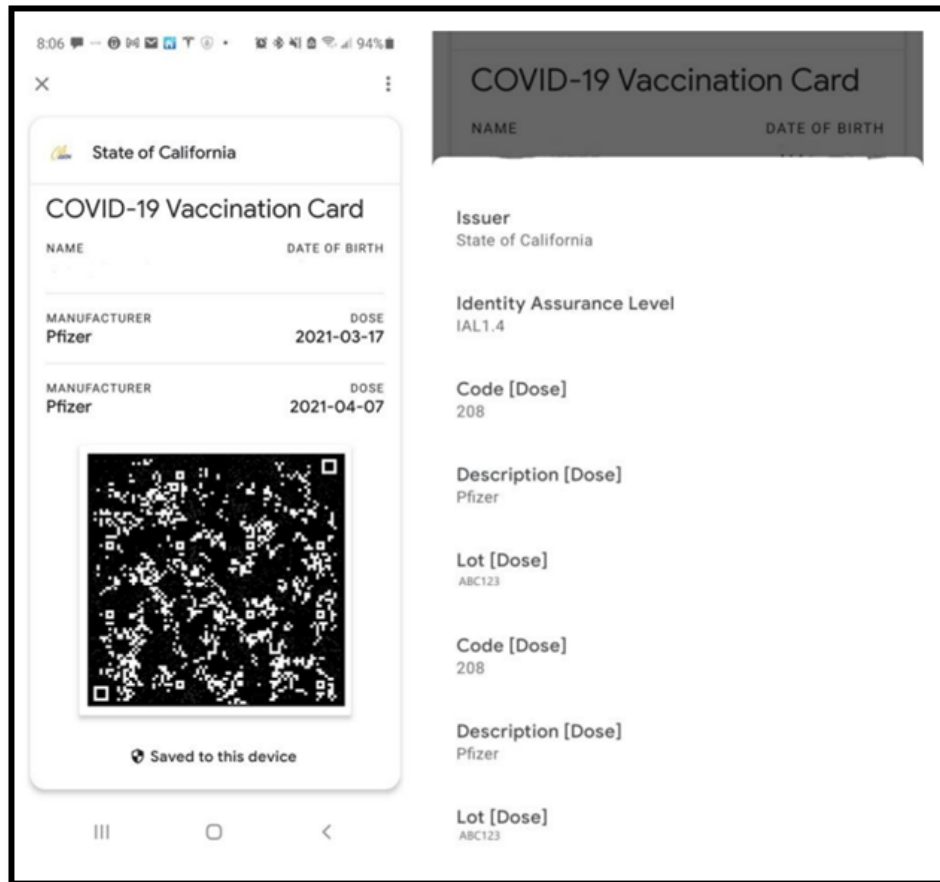 8:06
94%
State of California
COVID-19 Vaccination Card
NAME DATE OF BIRTH
MANUFACTURER DOSE
Pfizer 2021-03-17
MANUFACTURER DOSE
Pfizer 2021-04-07
Saved to this device
COVID-19 Vaccination Card
NAME DATE OF BIRTH
Issuer
State of California
Identity Assurance Level
IAL1.4
Code [Dose]
208
Description [Dose]
Pfizer
Lot [Dose]
ABC123
Code [Dose]
208
Description [Dose]
Pfizer
Lot [Dose]
ABC123